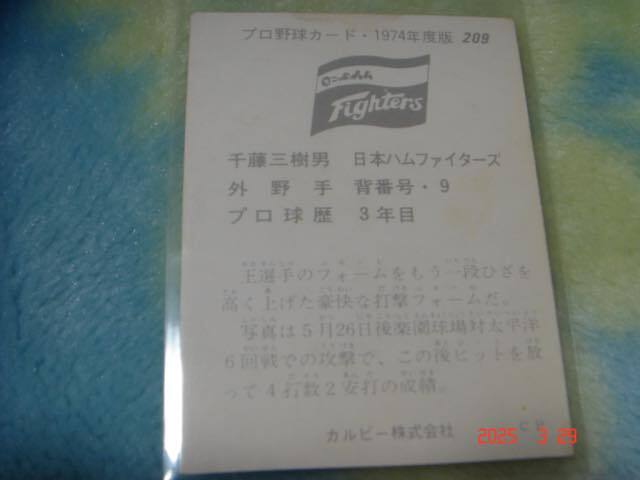 プロ野球カード・1974年度版 209
日本ハム
Fighters
千藤三樹男 日本ハムファイターズ
外野手 背番号・9
プロ球歴 3年目
王選手のフォームをもう一段ひざを
高く上げた豪快な打撃フォームだ。
写真は5月26日後楽園球場対太平洋
6回戦での攻撃で、この後ヒットを放
って4打数2安打の成績。
カルビー株式会社
2025 3 29